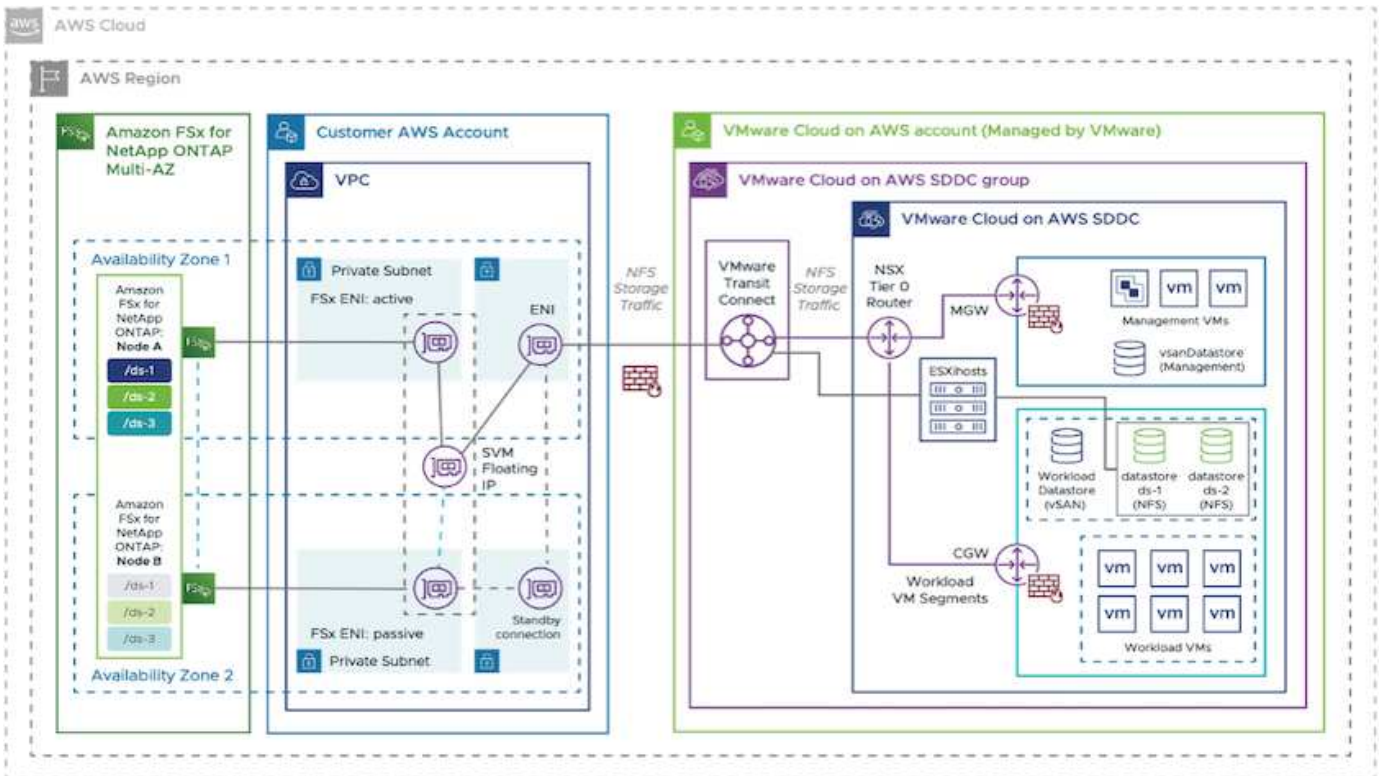 aws
AWS Cloud
AWS Region
FSx
Amazon FSx for
NetApp ONTAP
Multi-AZ
Customer AWS Account
VPC
VMware Cloud on AWS account (Managed by VMware)
VMware Cloud on AWS SDDC group
VMware Cloud on AWS SDDC
Availability Zone 1
Amazon
FSx for
NetApp
ONTAP:
Node A
/ds-1
/ds-2
/ds-3
FSx
Private Subnet
FSx ENI: active
ENI
SVM
Floating
IP
NFS
Storage
Traffic
VMware
Transit
Connect
NFS
Storage
Traffic
NSX
Tier 0
Router
MGW
vm
vm
Management VMs
vsanDatastore
(Management)
ESXihosts
Workload
Datastore
(vSAN)
datastore
ds-1
(NFS)
datastore
ds-2
(NFS)
Amazon
FSx for
NetApp
ONTAP:
Node B
/ds-1
/ds-2
/ds-3
FSx
FSx ENI: passive
Private Subnet
Standby
connection
Availability Zone 2
CGW
Workload
VM Segments
vm vm vm
vm vm vm
Workload VMs